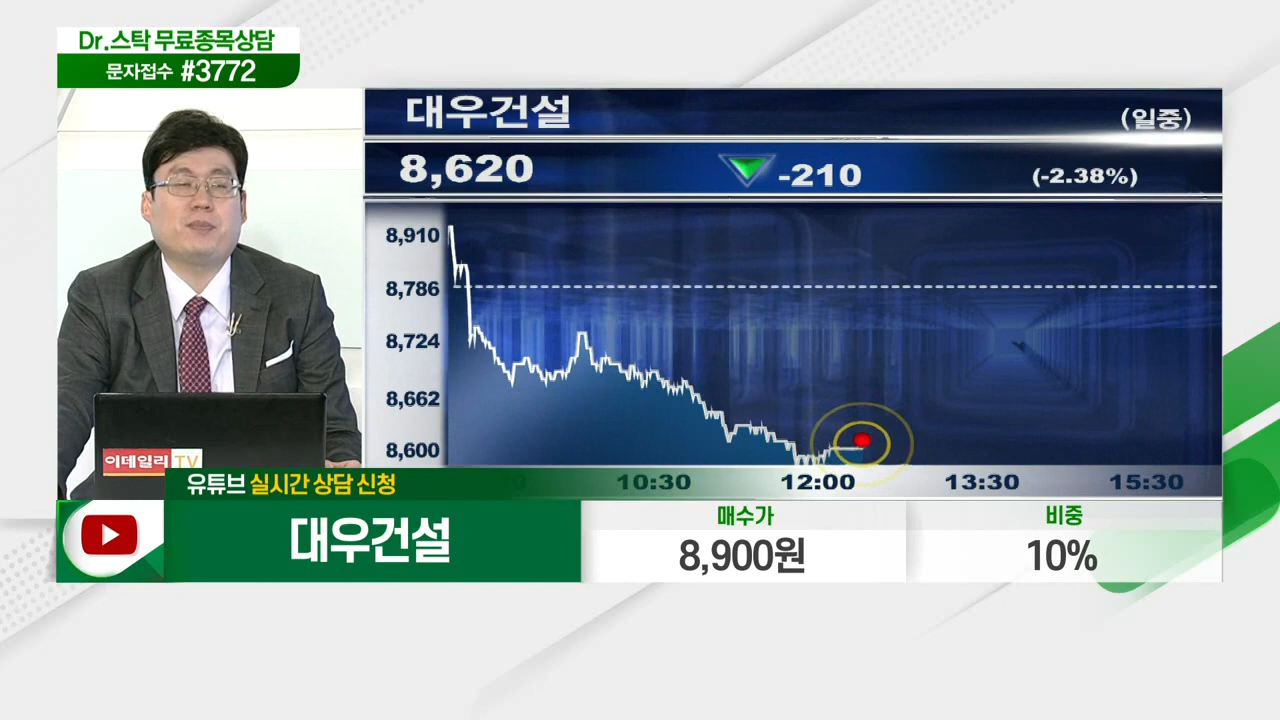 Dr.스탁 무료종목상담
문자접수 #3772
대우건설
(일중)
8,620
-210
(-2.38%)
8,910
8,786
8,724
8,662
8,600
10:30
12:00
13:30
15:30
이데일리 TV
유튜브 실시간 상담 신청
대우건설
매수가
8,900원
비중
10%